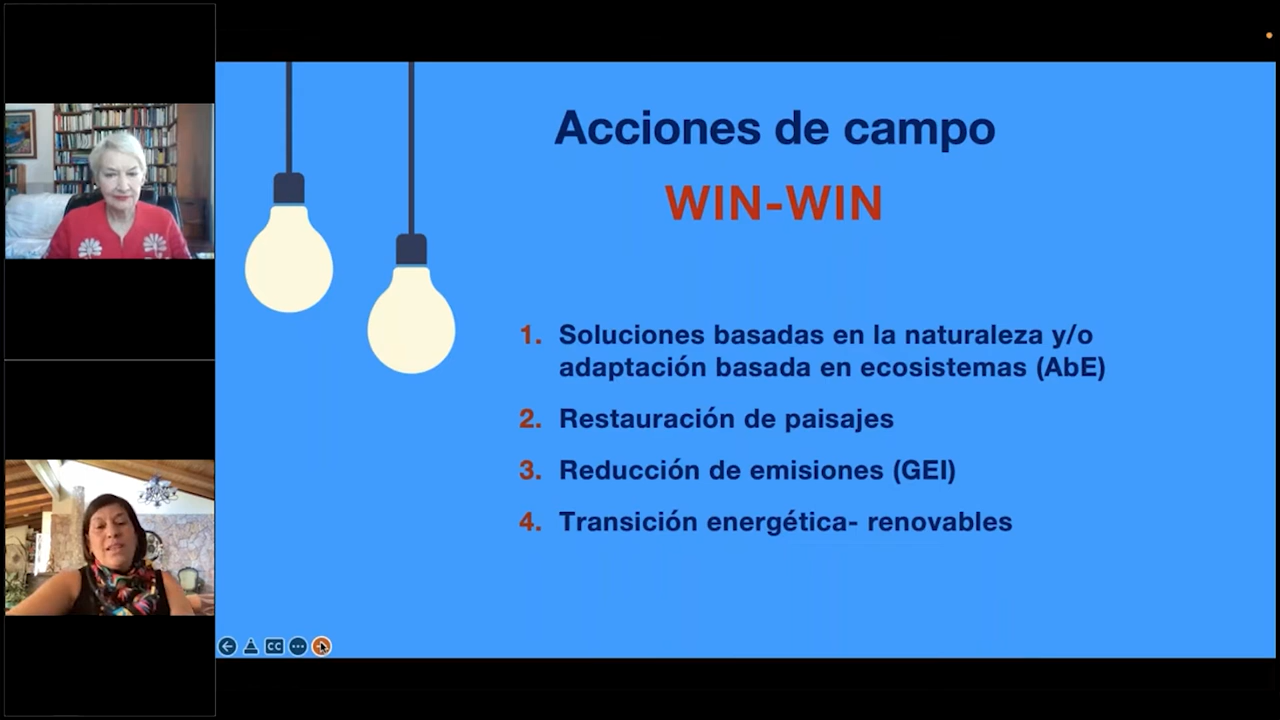 Acciones de campo
WIN-WIN
1. Soluciones basadas en la naturaleza y/o
adaptación basada en ecosistemas (AbE)
2. Restauración de paisajes
3. Reducción de emisiones (GEI)
4. Transición energética- renovables
CC